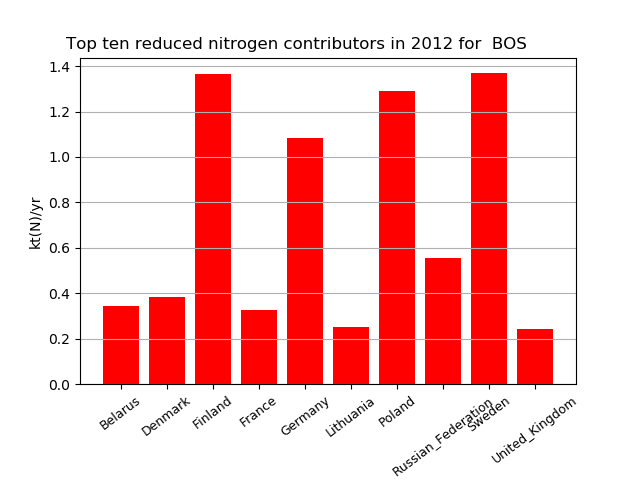 Top ten reduced nitrogen contributors in 2012 for  BOS
kt(N)/yr
1.4
1.2
1.0
0.8
0.6
0.4
0.2
0.0
Belarus
Denmark
Finland
France
Germany
Lithuania
Poland
Russian_Federation
Sweden
United_Kingdom